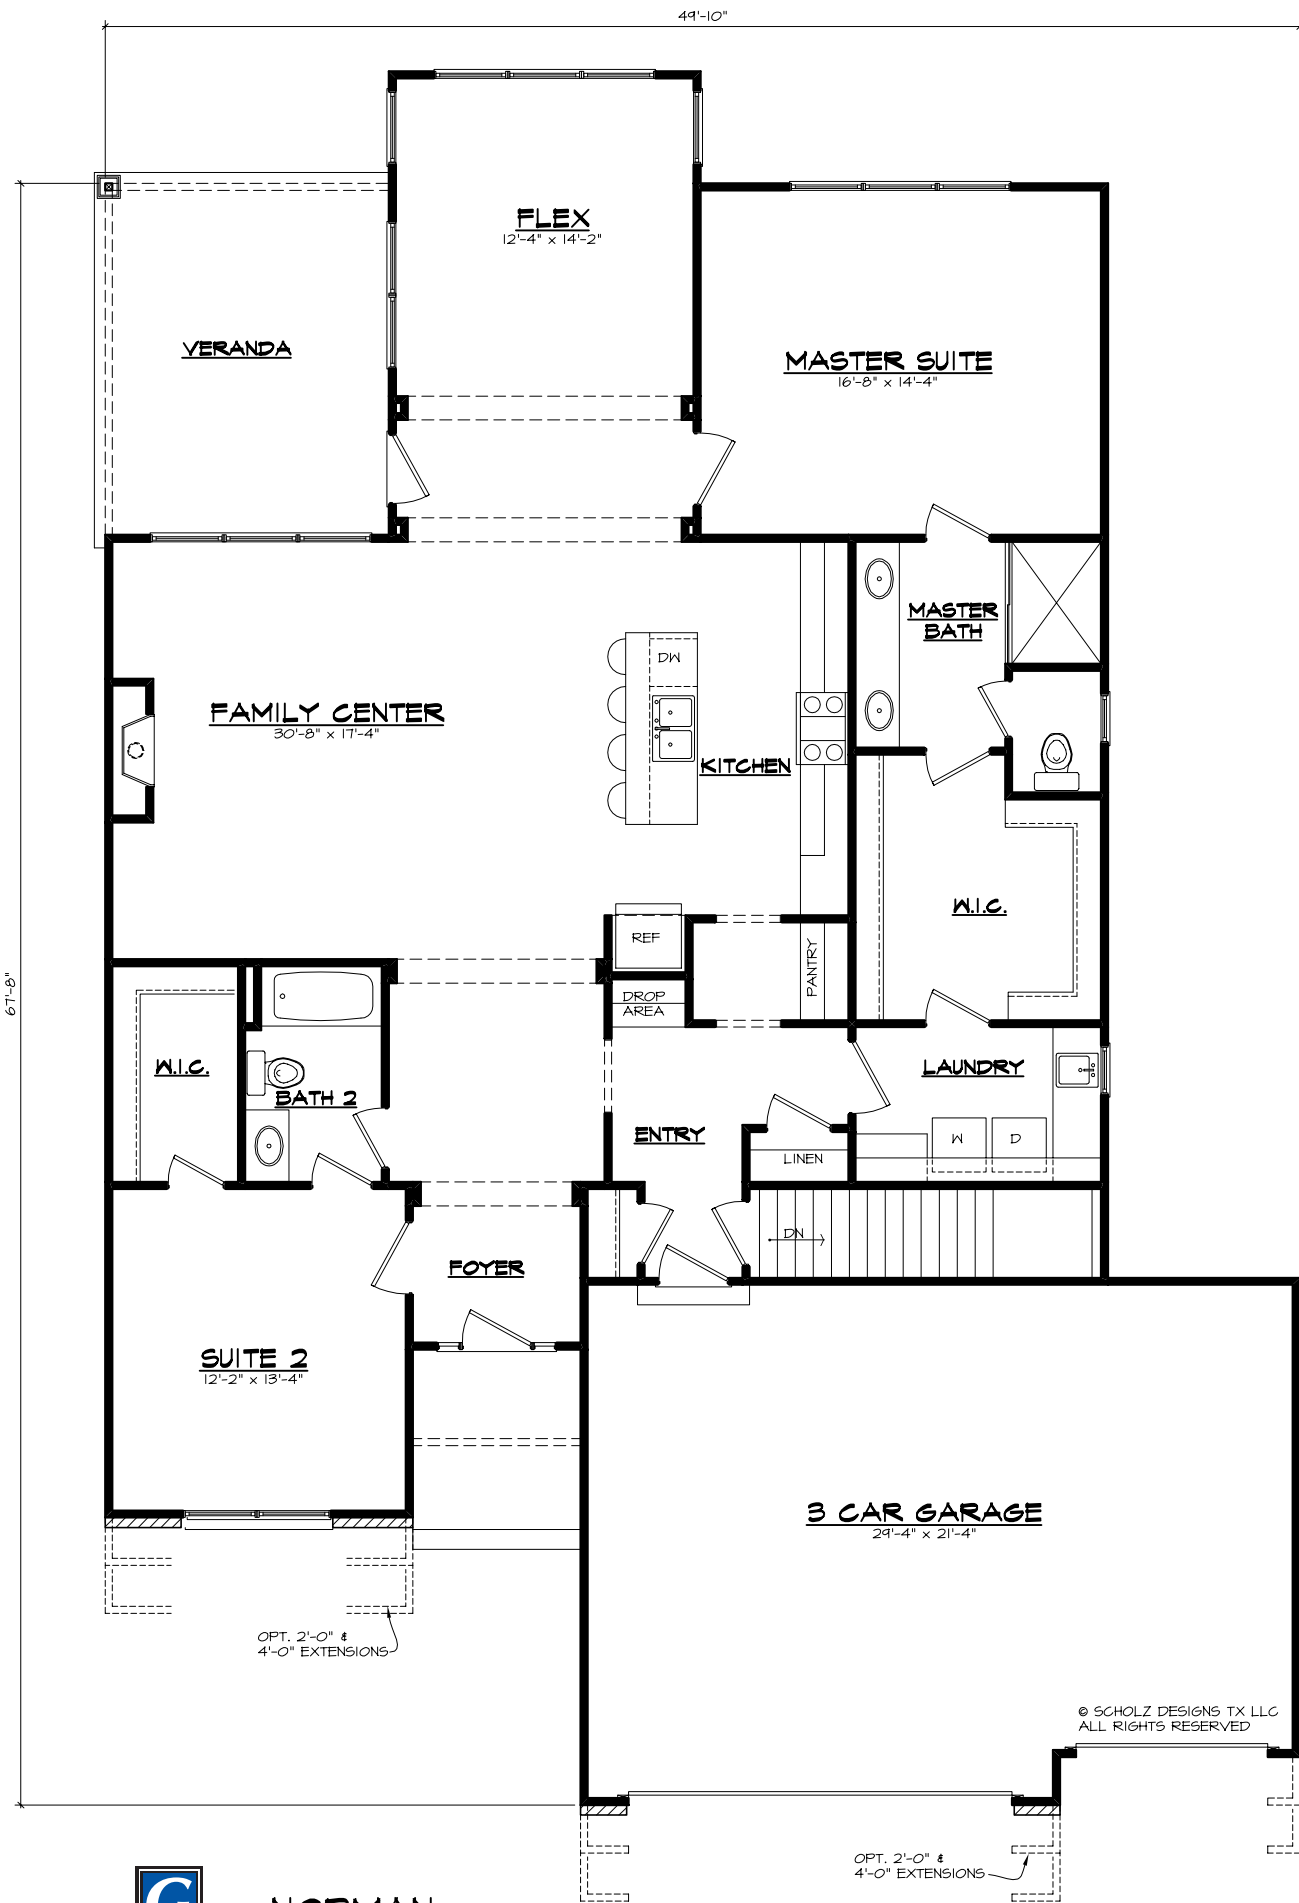 49'-10"
FLEX
12'-4" x 14'-2"
VERANDA
MASTER SUITE
16'-8" x 14'-4"
MASTER
BATH
DW
FAMILY CENTER
30'-8" x 17'-4"
KITCHEN
W.I.C.
REF
PANTRY
67'-8"
DROP
AREA
W.I.C.
LAUNDRY
BATH 2
ENTRY
W
D
LINEN
DN
FOYER
SUITE 2
12'-2" x 13'-4"
3 CAR GARAGE
29'-4" x 21'-4"
OPT. 2'-0" &
4'-0" EXTENSIONS
© SCHOLZ DESIGNS TX LLC
ALL RIGHTS RESERVED
OPT. 2'-0" &
4'-0" EXTENSIONS
G
NORMAN